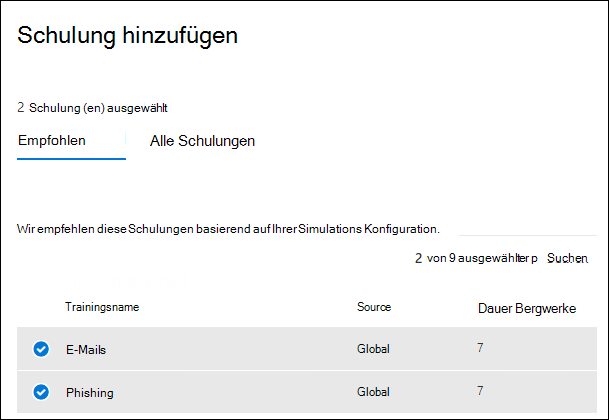 Schulung hinzufügen
2 Schulung (en) ausgewählt
Empfohlen Alle Schulungen
Wir empfehlen diese Schulungen basierend auf Ihrer Simulations Konfiguration.
2 von 9 ausgewählter p Suchen
Trainingsname Source Dauer Bergwerke
E-Mails Global 7
Phishing Global 7